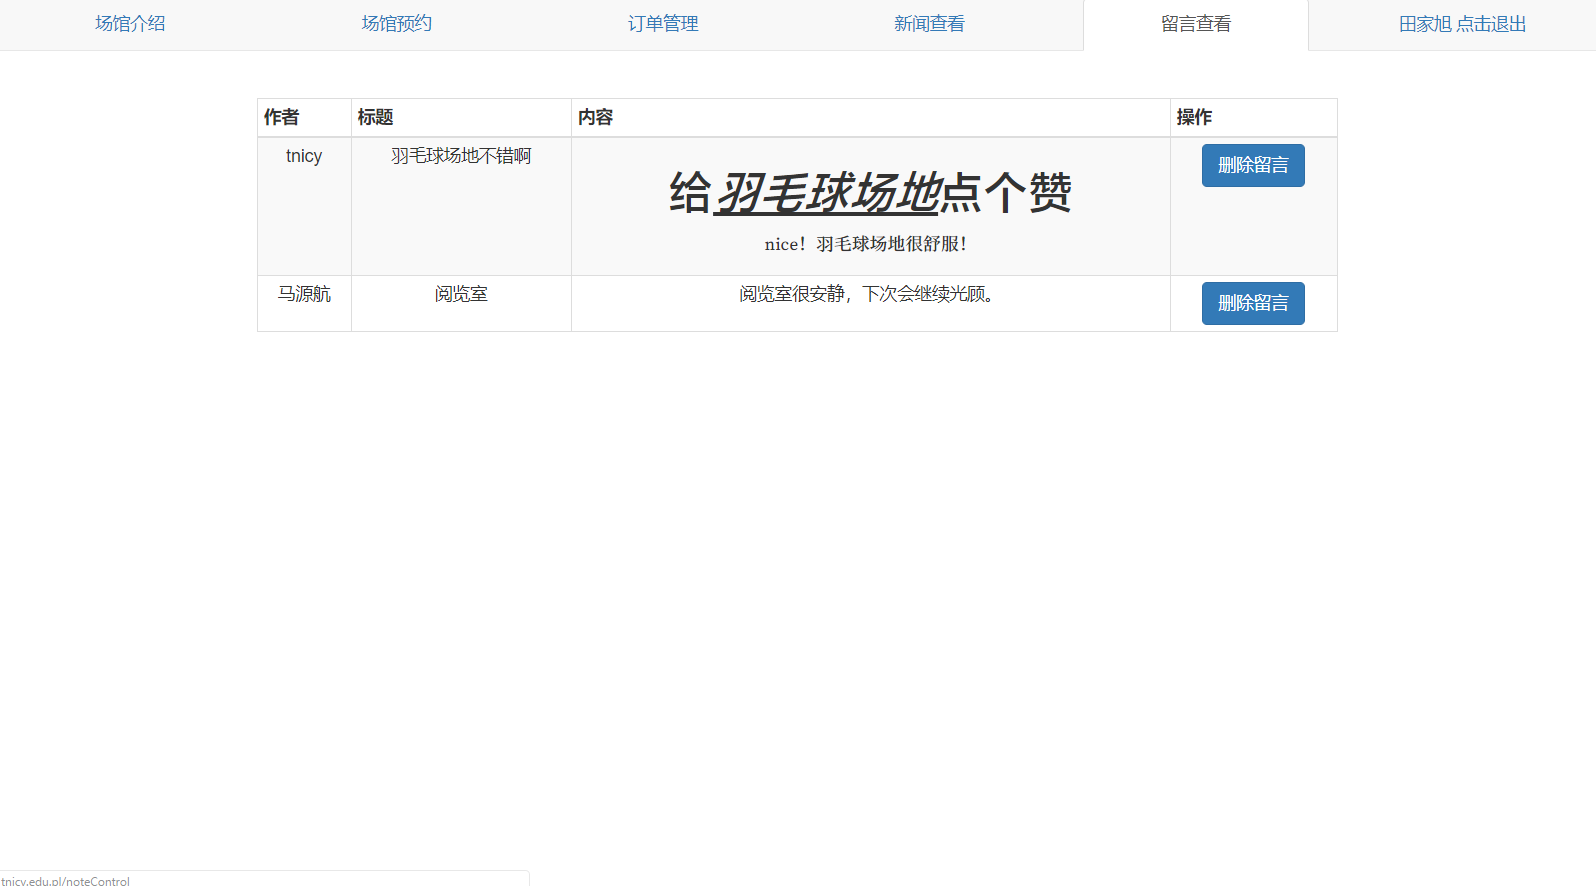 场馆介绍 场馆预约 订单管理 新闻查看 留言查看 田家旭 点击退出
作者 标题 内容 操作
tnicy 羽毛球场地不错啊 给羽毛球场地点个赞 删除留言
nice！羽毛球场地很舒服！
马源航 阅览室 阅览室很安静，下次会继续光顾。 删除留言
tnicy.edu.pl/noteControl